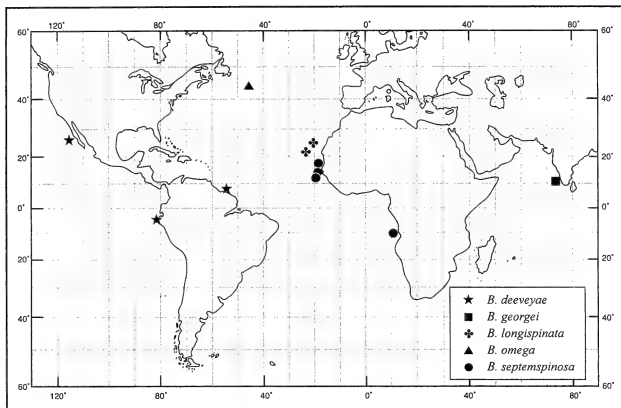 120° 80° 40° 0° 40° 80°
60° 60°
40° 40°
20° 20°
0° 0°
20° 20°
40° 40°
60° 60°
120° 80° 40° 0° 40° 80°
B. deeveyae
B. georgei
B. longispinata
B. omega
B. septemspinosa